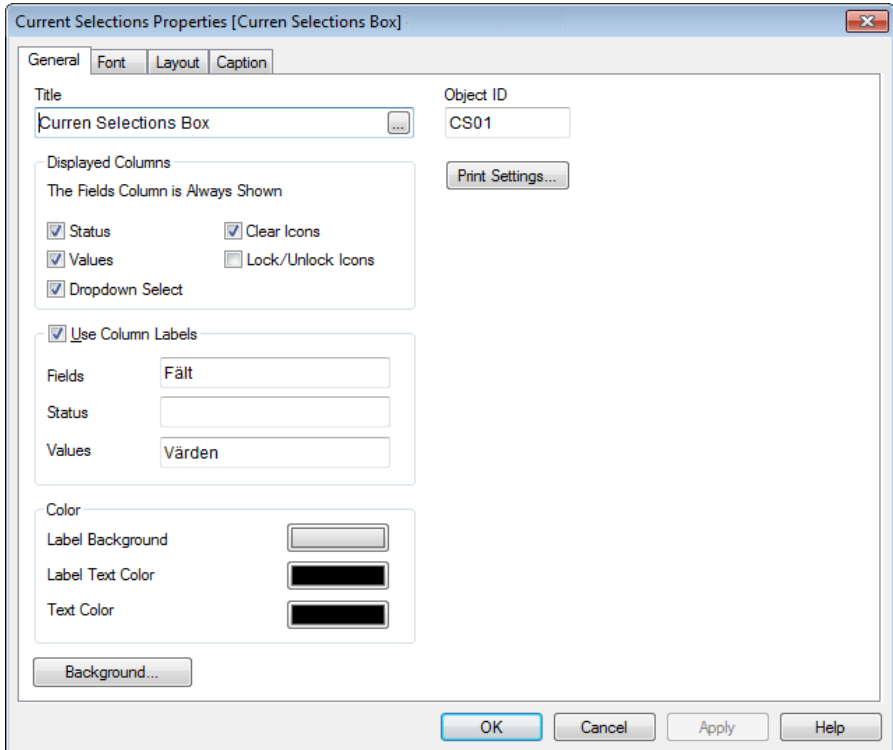 Current Selections Properties [Curren Selections Box]
General Font Layout Caption
Title
Curren Selections Box ...
Object ID
CS01
Print Settings...
Displayed Columns
The Fields Column is Always Shown
Status
Clear Icons
Values
Lock/Unlock Icons
Dropdown Select
Use Column Labels
Fields Fält
Status
Values Värden
Color
Label Background
Label Text Color
Text Color
Background...
OK Cancel Apply Help